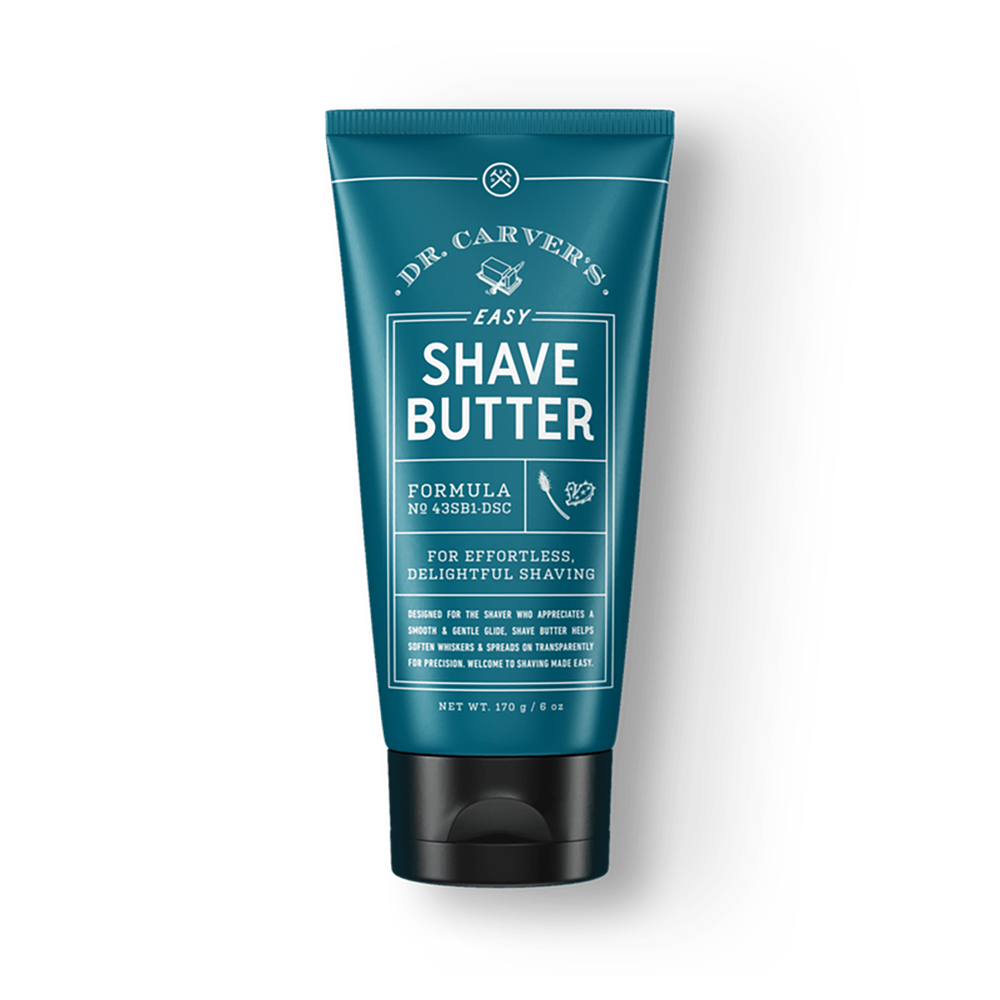 · DR. CARVER'S ·
EASY
SHAVE
BUTTER
FORMULA
Nº 43SB1-DSC
FOR EFFORTLESS,
DELIGHTFUL SHAVING
DESIGNED FOR THE SHAVER WHO APPRECIATES A
SMOOTH & GENTLE GLIDE, SHAVE BUTTER HELPS
SOFTEN WHISKERS & SPREADS ON TRANSPARENTLY
FOR PRECISION. WELCOME TO SHAVING MADE EASY.
NET WT. 170 g / 6 oz